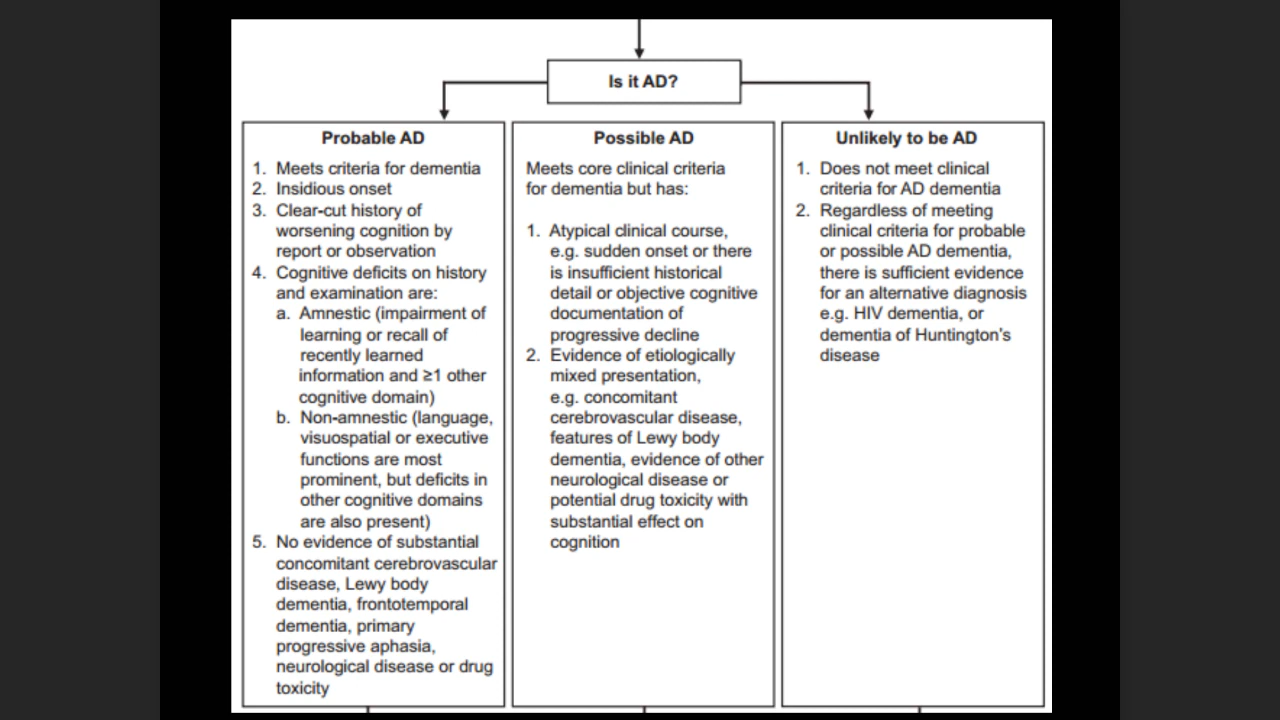 Is it AD?
Probable AD
1. Meets criteria for dementia
2. Insidious onset
3. Clear-cut history of
worsening cognition by
report or observation
4. Cognitive deficits on history
and examination are:
a. Amnestic (impairment of
learning or recall of
recently learned
information and ≥1 other
cognitive domain)
b. Non-amnestic (language,
visuospatial or executive
functions are most
prominent, but deficits in
other cognitive domains
are also present)
5. No evidence of substantial
concomitant cerebrovascular
disease, Lewy body
dementia, frontotemporal
dementia, primary
progressive aphasia,
neurological disease or drug
toxicity
Possible AD
Meets core clinical criteria
for dementia but has:
1. Atypical clinical course,
e.g. sudden onset or there
is insufficient historical
detail or objective cognitive
documentation of
progressive decline
2. Evidence of etiologically
mixed presentation,
e.g. concomitant
cerebrovascular disease,
features of Lewy body
dementia, evidence of other
neurological disease or
potential drug toxicity with
substantial effect on
cognition
Unlikely to be AD
1. Does not meet clinical
criteria for AD dementia
2. Regardless of meeting
clinical criteria for probable
or possible AD dementia,
there is sufficient evidence
for an alternative diagnosis
e.g. HIV dementia, or
dementia of Huntington's
disease